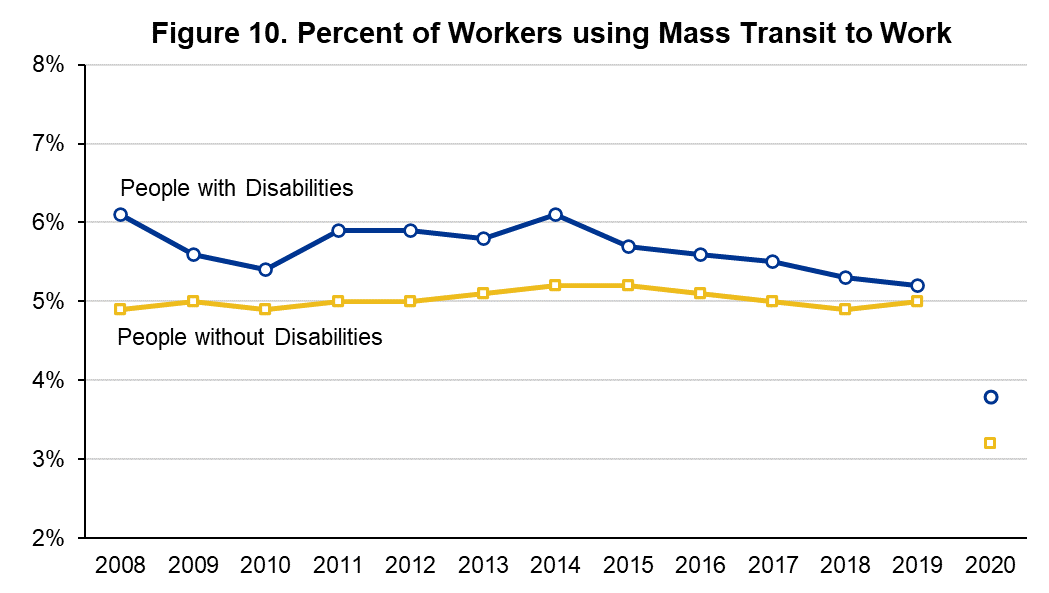 Figure 10. Percent of Workers using Mass Transit to Work
8%
7%
People with Disabilities
6%
5%
People without Disabilities
4%
3%
2%
2008 2009 2010 2011 2012 2013 2014 2015 2016 2017 2018 2019 2020